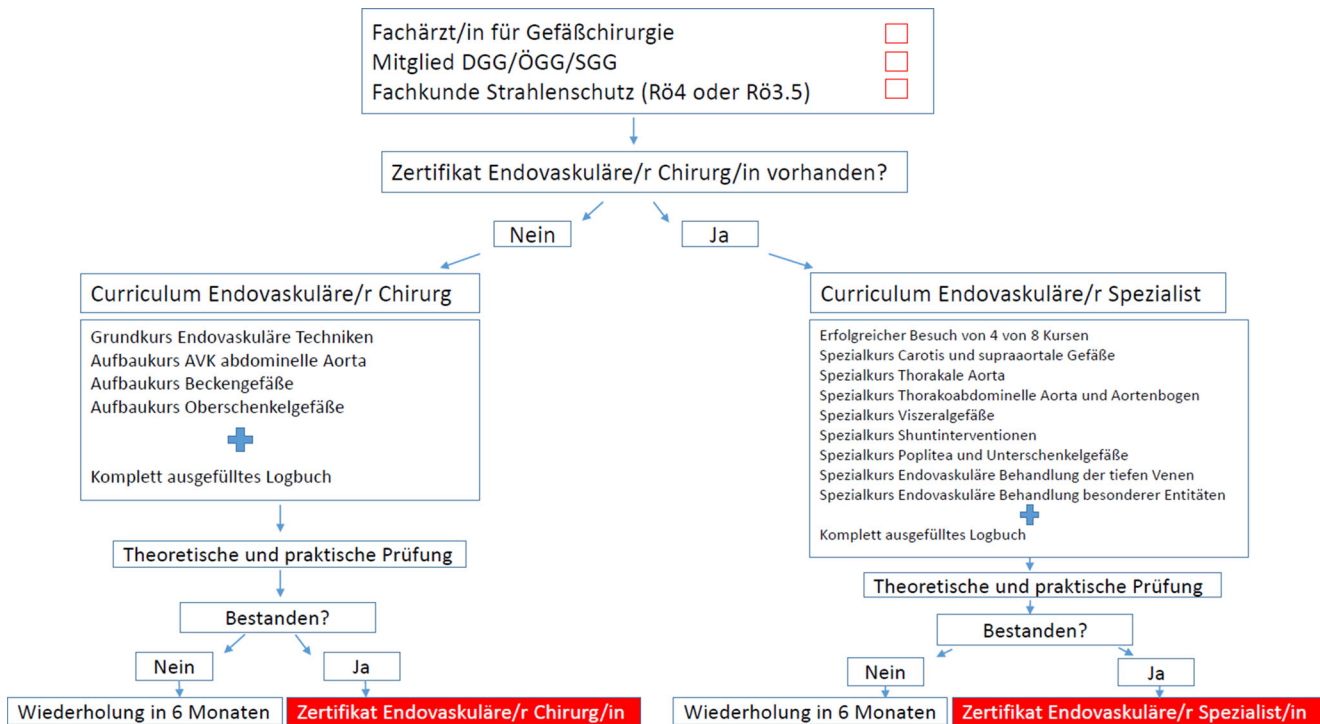 Fachärzt/in für Gefäßchirurgie
Mitglied DGG/ÖGG/SGG
Fachkunde Strahlenschutz (Rö4 oder Rö3.5)
Zertifikat Endovaskuläre/r Chirurg/in vorhanden?
Nein
Ja
Curriculum Endovaskuläre/r Chirurg
Grundkurs Endovaskuläre Techniken
Aufbaukurs AVK abdominelle Aorta
Aufbaukurs Beckengefäße
Aufbaukurs Oberschenkelgefäße
Komplett ausgefülltes Logbuch
Theoretische und praktische Prüfung
Bestanden?
Nein
Ja
Wiederholung in 6 Monaten
Zertifikat Endovaskuläre/r Chirurg/in
Curriculum Endovaskuläre/r Spezialist
Erfolgreicher Besuch von 4 von 8 Kursen
Spezialkurs Carotis und supraaortale Gefäße
Spezialkurs Thorakale Aorta
Spezialkurs Thorakoabdominelle Aorta und Aortenbogen
Spezialkurs Viszeralgefäße
Spezialkurs Shuntinterventionen
Spezialkurs Poplitea und Unterschenkelgefäße
Spezialkurs Endovaskuläre Behandlung der tiefen Venen
Spezialkurs Endovaskuläre Behandlung besonderer Entitäten
Komplett ausgefülltes Logbuch
Theoretische und praktische Prüfung
Bestanden?
Nein
Ja
Wiederholung in 6 Monaten
Zertifikat Endovaskuläre/r Spezialist/in